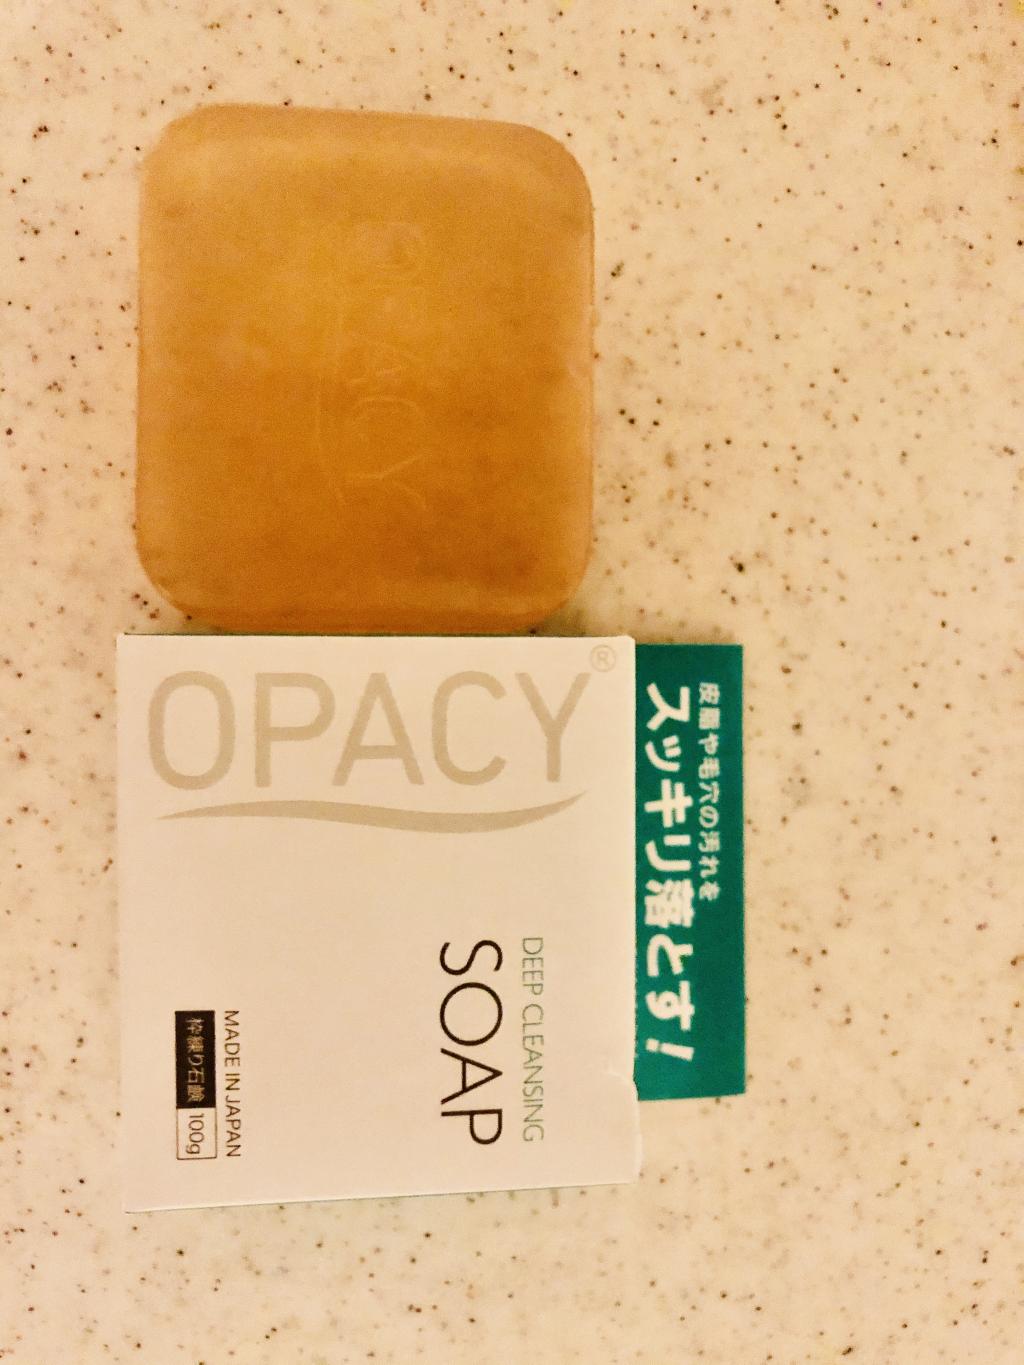 OPACY
OPACY®
DEEP CLEANSING
SOAP
MADE IN JAPAN
枠練り石鹸 100g
皮脂や毛穴の汚れを
スッキリ落とす!